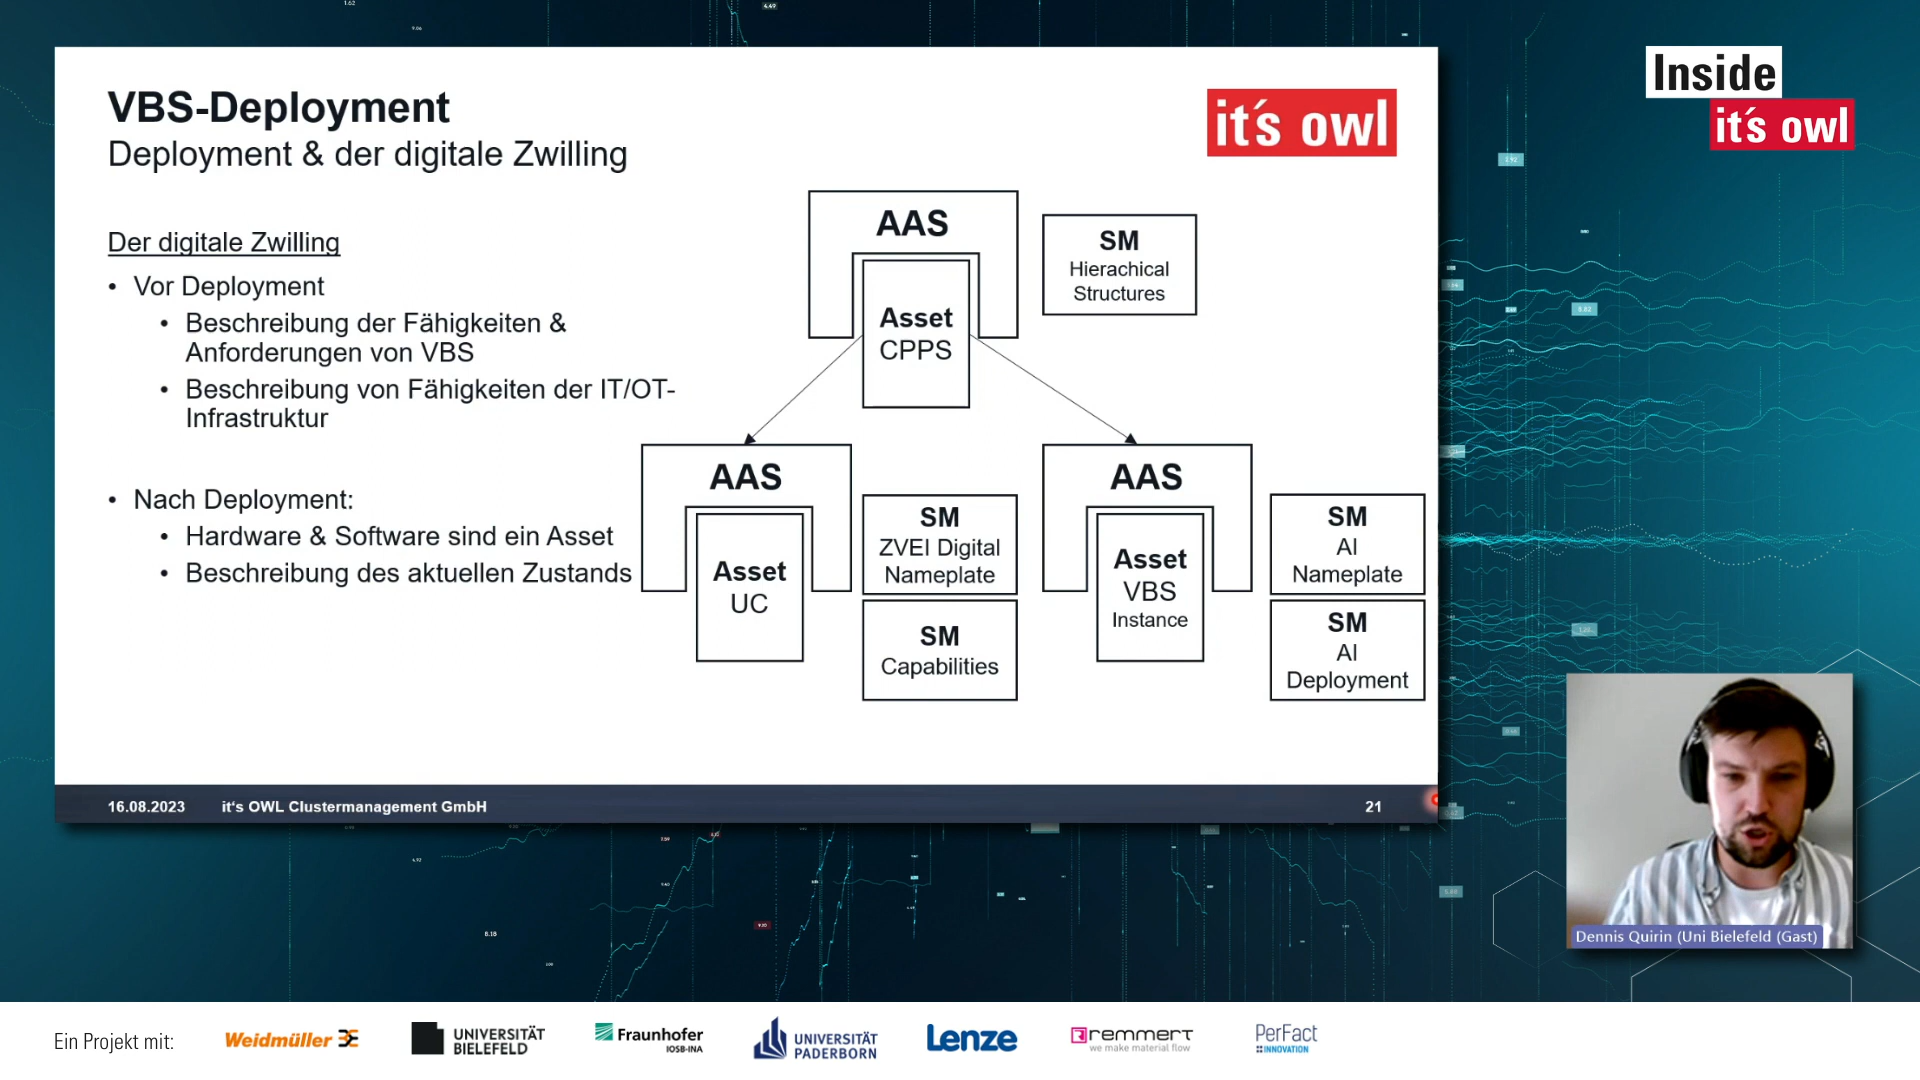 Inside
it's owl
VBS-Deployment
Deployment & der digitale Zwilling
it's owl
Der digitale Zwilling
• Vor Deployment
• Beschreibung der Fähigkeiten &
Anforderungen von VBS
• Beschreibung von Fähigkeiten der IT/OT-
Infrastruktur
• Nach Deployment:
• Hardware & Software sind ein Asset
• Beschreibung des aktuellen Zustands
AAS
Asset
CPPS
SM
Hierachical
Structures
AAS
Asset
UC
SM
ZVEI Digital
Nameplate
SM
Capabilities
AAS
Asset
VBS
Instance
SM
AI
Nameplate
SM
AI
Deployment
16.08.2023
it's OWL Clustermanagement GmbH
21
Dennis Quirin (Uni Bielefeld (Gast)
Ein Projekt mit:
Weidmüller
UNIVERSITÄT
BIELEFELD
Fraunhofer
IOSB-INA
UNIVERSITÄT
PADERBORN
Lenze
remmert
we make material flow
PerFact
INNOVATION